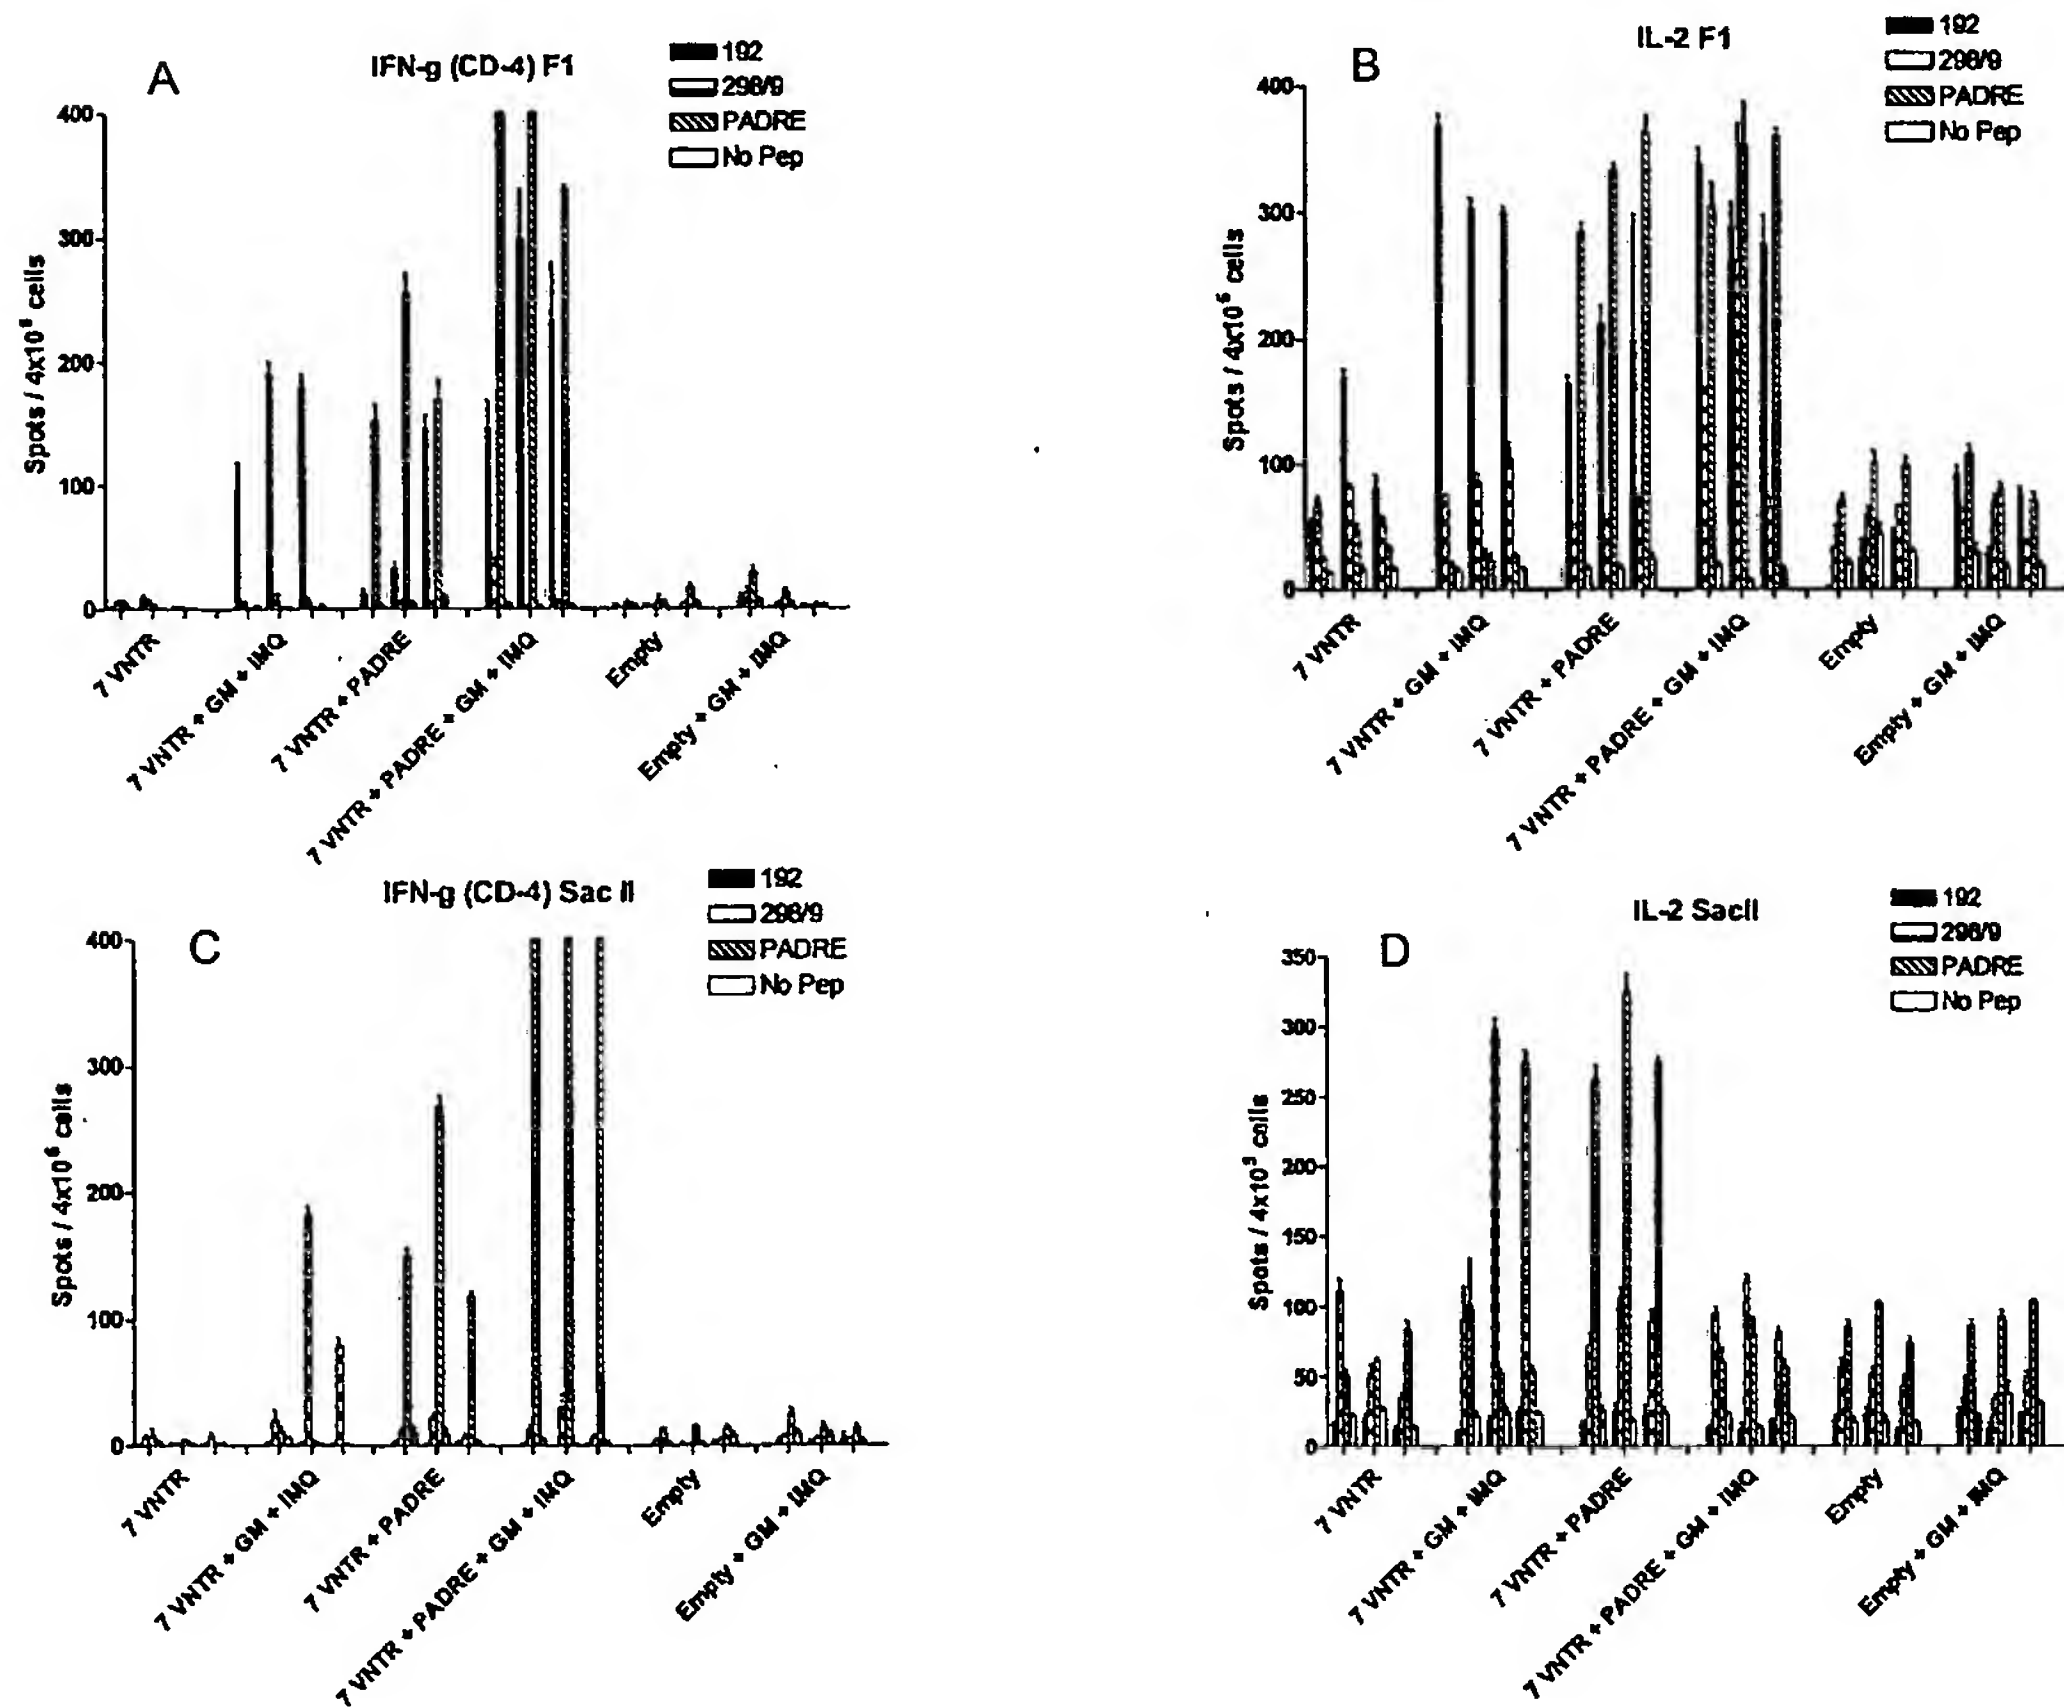 A
IFN-g (CD-4) F1
192
298/9
PADRE
No Pep
400
300
200
100
0
Spots / 4x10⁶ cells
7 VNTR
7 VNTR + GM + IMQ
7 VNTR + PADRE
7 VNTR + PADRE + GM + IMQ
Empty
Empty + GM + IMQ
B
IL-2 F1
192
298/9
PADRE
No Pep
400
300
200
100
0
Spots / 4x10⁵ cells
7 VNTR
7 VNTR + GM + IMQ
7 VNTR + PADRE
7 VNTR + PADRE + GM + IMQ
Empty
Empty + GM + IMQ
C
IFN-g (CD-4) Sac II
192
298/9
PADRE
No Pep
400
300
200
100
0
Spots / 4x10⁶ cells
7 VNTR
7 VNTR + GM + IMQ
7 VNTR + PADRE
7 VNTR + PADRE + GM + IMQ
Empty
Empty + GM + IMQ
D
IL-2 SacII
192
298/9
PADRE
No Pep
350
300
250
200
150
100
50
0
Spots / 4x10³ cells
7 VNTR
7 VNTR + GM + IMQ
7 VNTR + PADRE
7 VNTR + PADRE + GM + IMQ
Empty
Empty + GM + IMQ